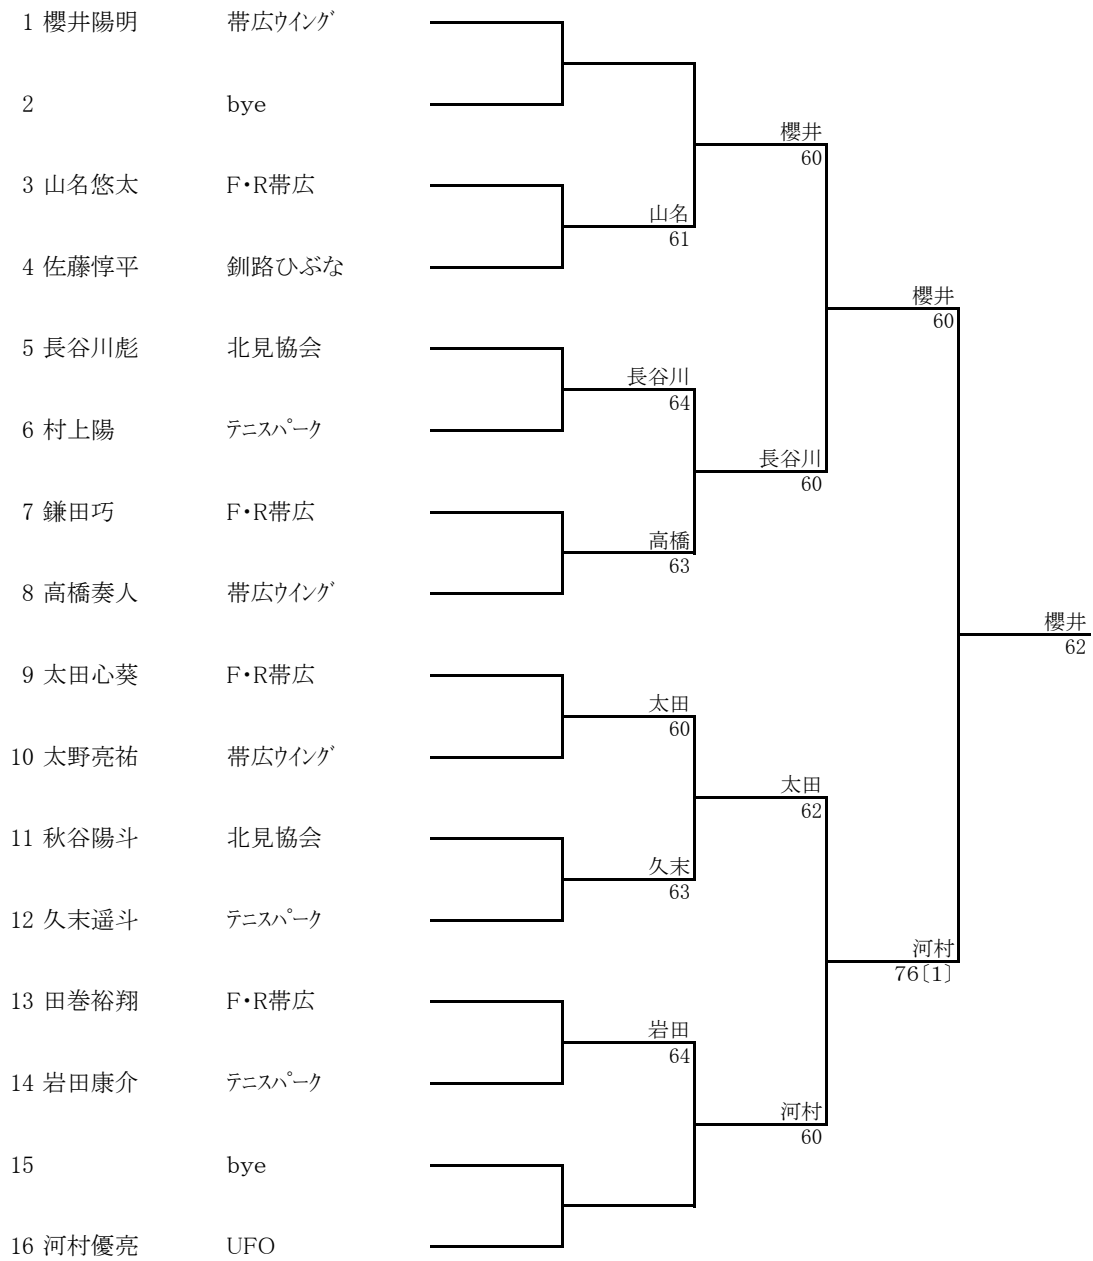 1 櫻井陽明 帯広ｳｲﾝｸﾞ
2 bye
櫻井
60
3 山名悠太 F・R帯広
山名
61
4 佐藤惇平 釧路ひぶな
櫻井
60
5 長谷川彪 北見協会
長谷川
64
6 村上陽 ﾃﾆｽﾊﾟｰｸ
長谷川
60
7 鎌田巧 F・R帯広
高橋
63
8 高橋奏人 帯広ｳｲﾝｸﾞ
櫻井
62
9 太田心葵 F・R帯広
太田
60
10 太野亮祐 帯広ｳｲﾝｸﾞ
太田
62
11 秋谷陽斗 北見協会
久末
63
12 久末遥斗 ﾃﾆｽﾊﾟｰｸ
河村
76〔1〕
13 田巻裕翔 F・R帯広
岩田
64
14 岩田康介 ﾃﾆｽﾊﾟｰｸ
河村
60
15 bye
16 河村優亮 UFO